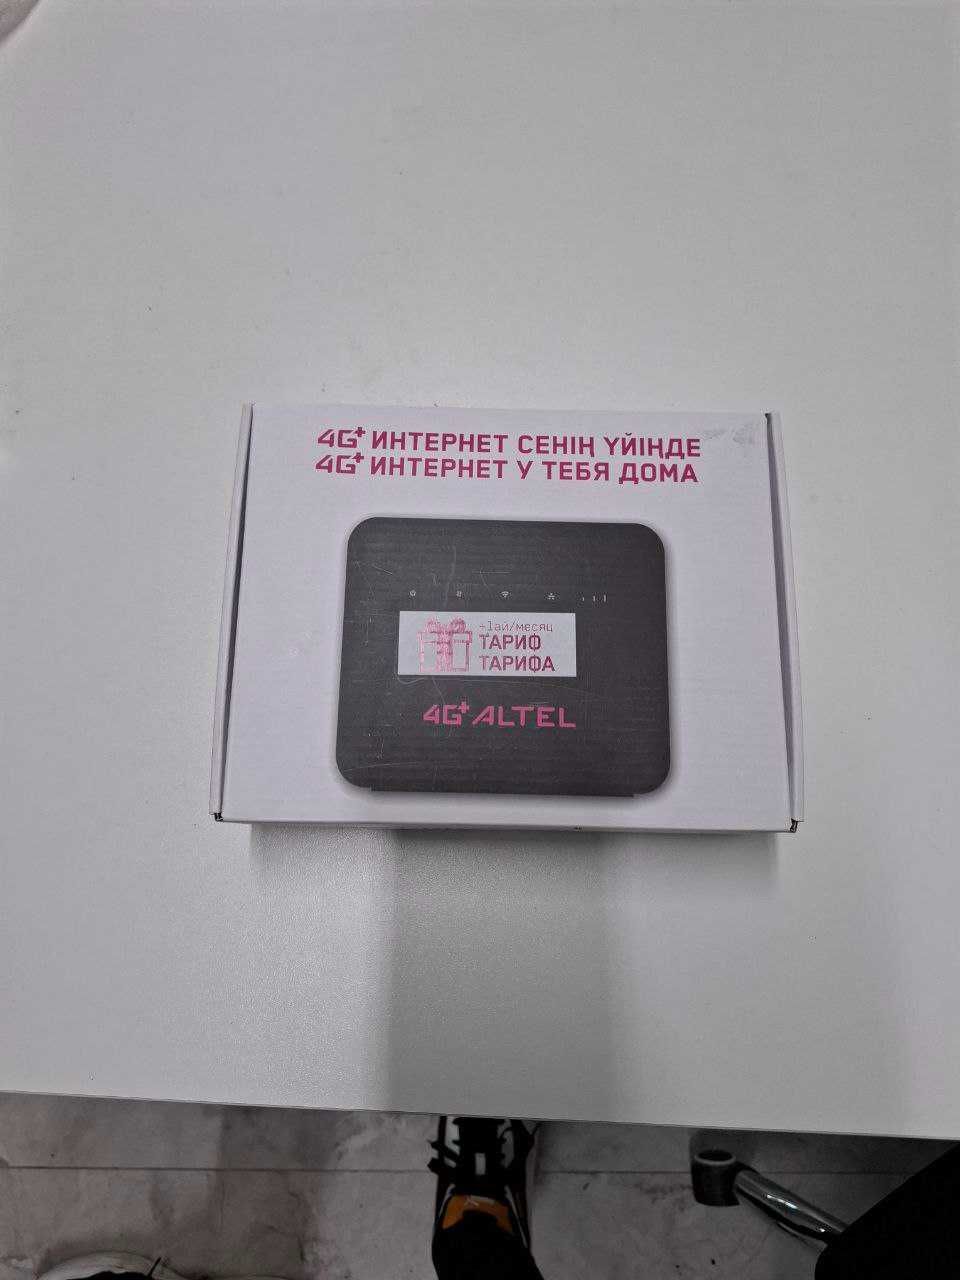 4G+ ИНТЕРНЕТ СЕНІҢ ҮЙІҢДЕ
4G+ ИНТЕРНЕТ У ТЕБЯ ДОМА
+1ай/месяц
ТАРИФ
ТАРИФА
4G+ ALTEL